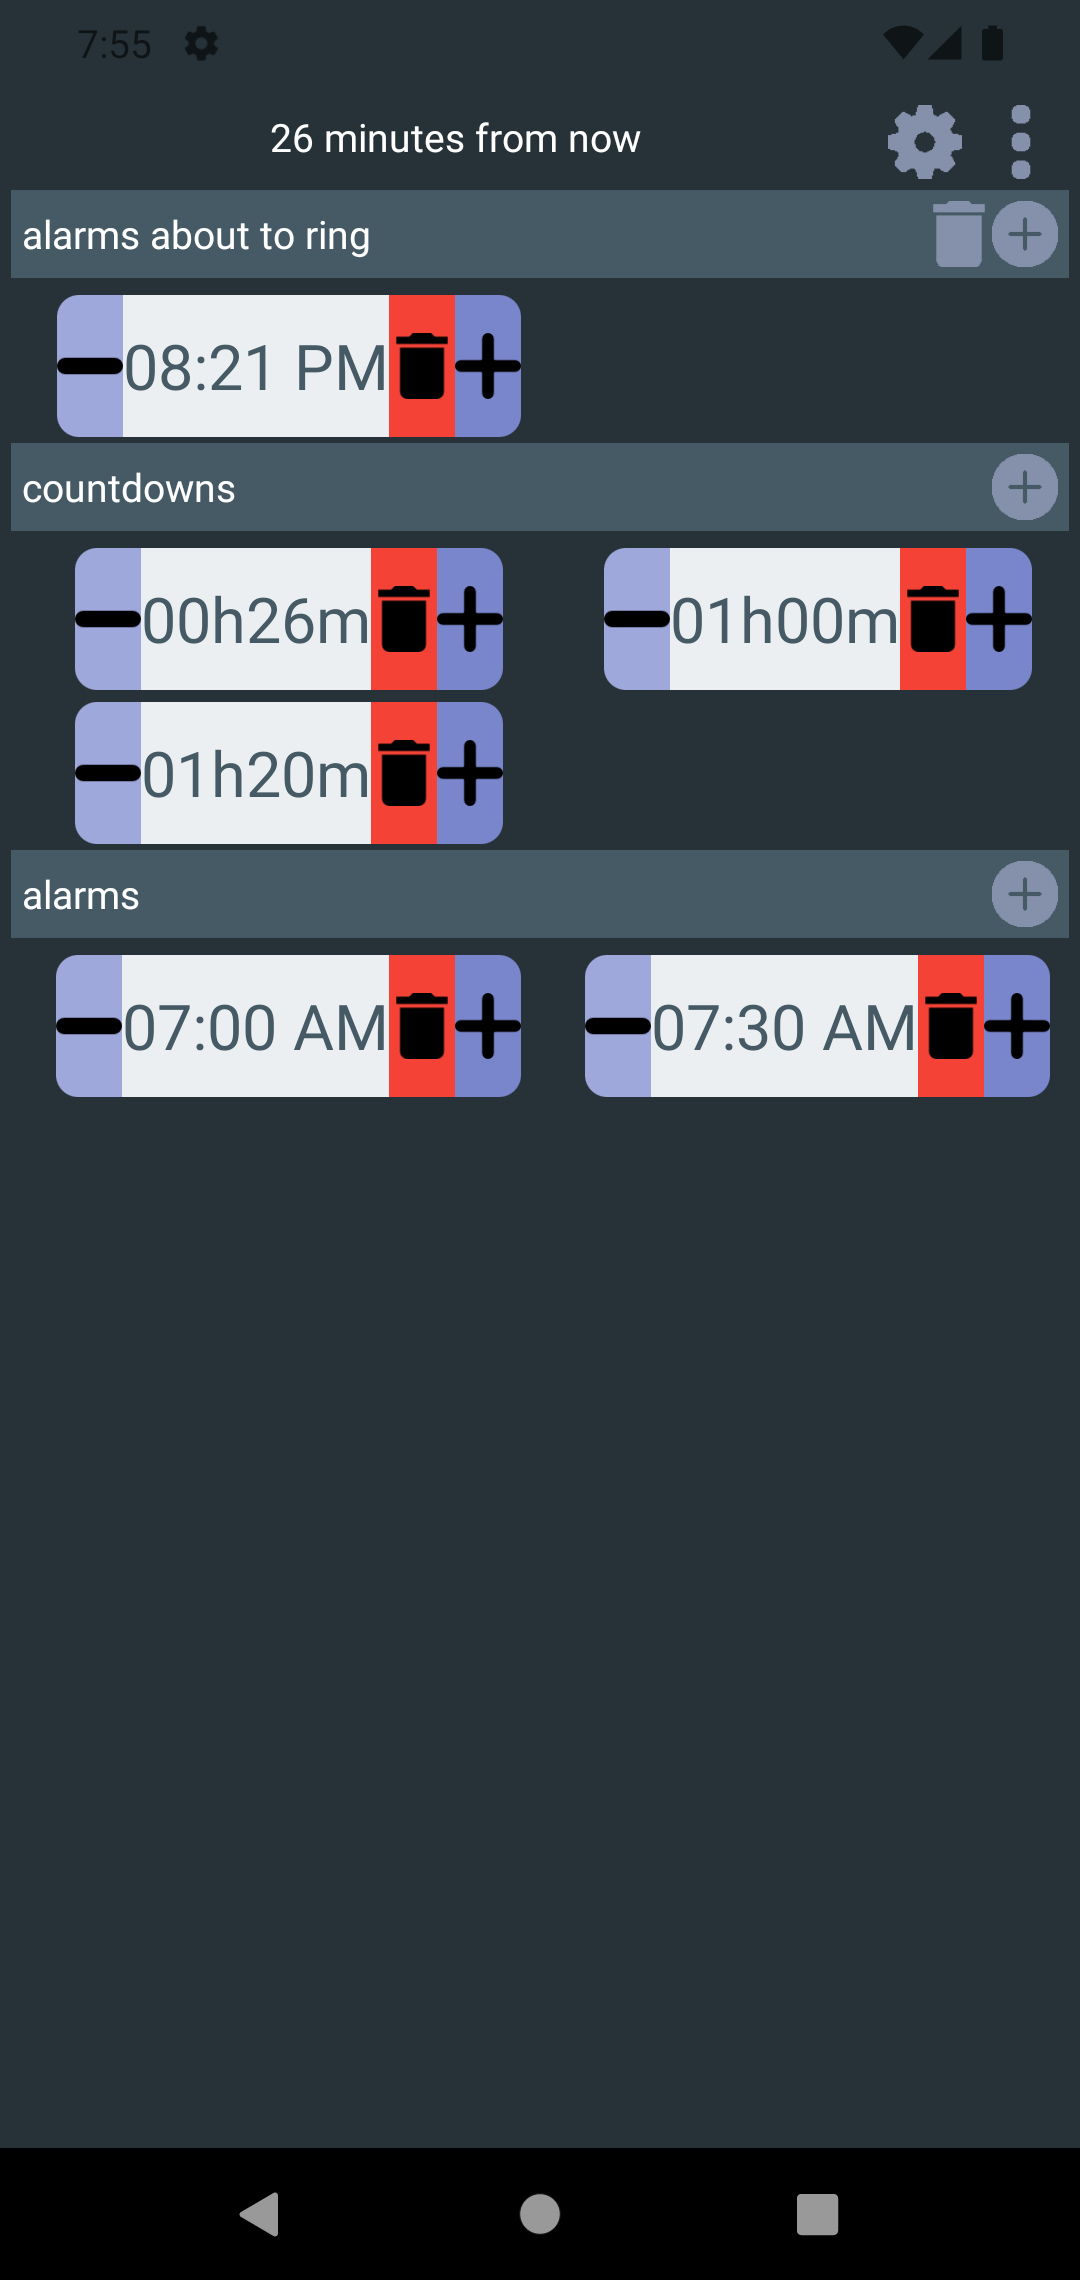 7:55
26 minutes from now
alarms about to ring
08:21 PM
countdowns
00h26m 01h00m
01h20m
alarms
07:00 AM 07:30 AM